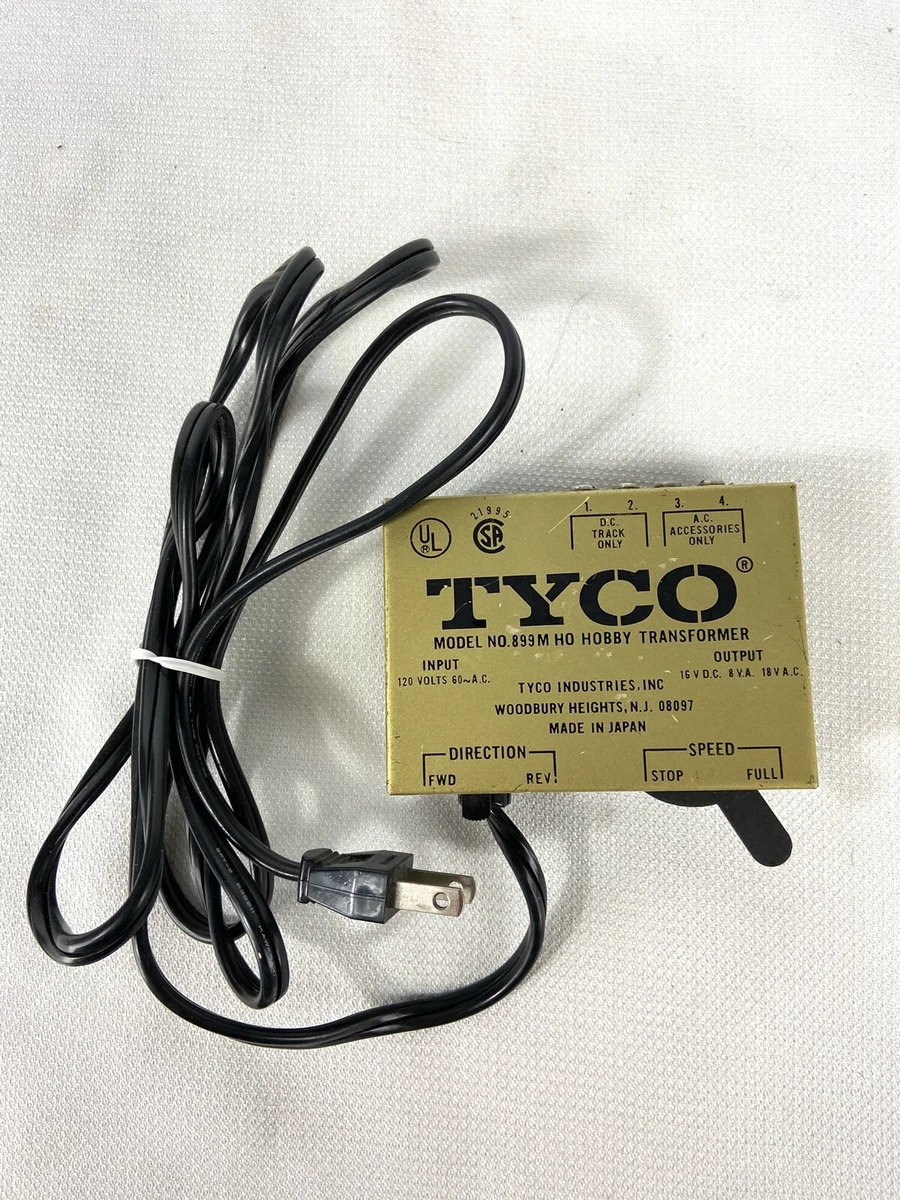 21995
UL®
CSA
1. 2. 3. 4.
D.C.
TRACK
ONLY
A.C.
ACCESSORIES
ONLY
TYCO®
MODEL NO. 899M HO HOBBY TRANSFORMER
INPUT
120 VOLTS 60~A.C.
OUTPUT
16 V D.C. 8 V.A. 18 V A.C.
TYCO INDUSTRIES, INC
WOODBURY HEIGHTS, N.J. 08097
MADE IN JAPAN
DIRECTION
FWD REV.
SPEED
STOP FULL